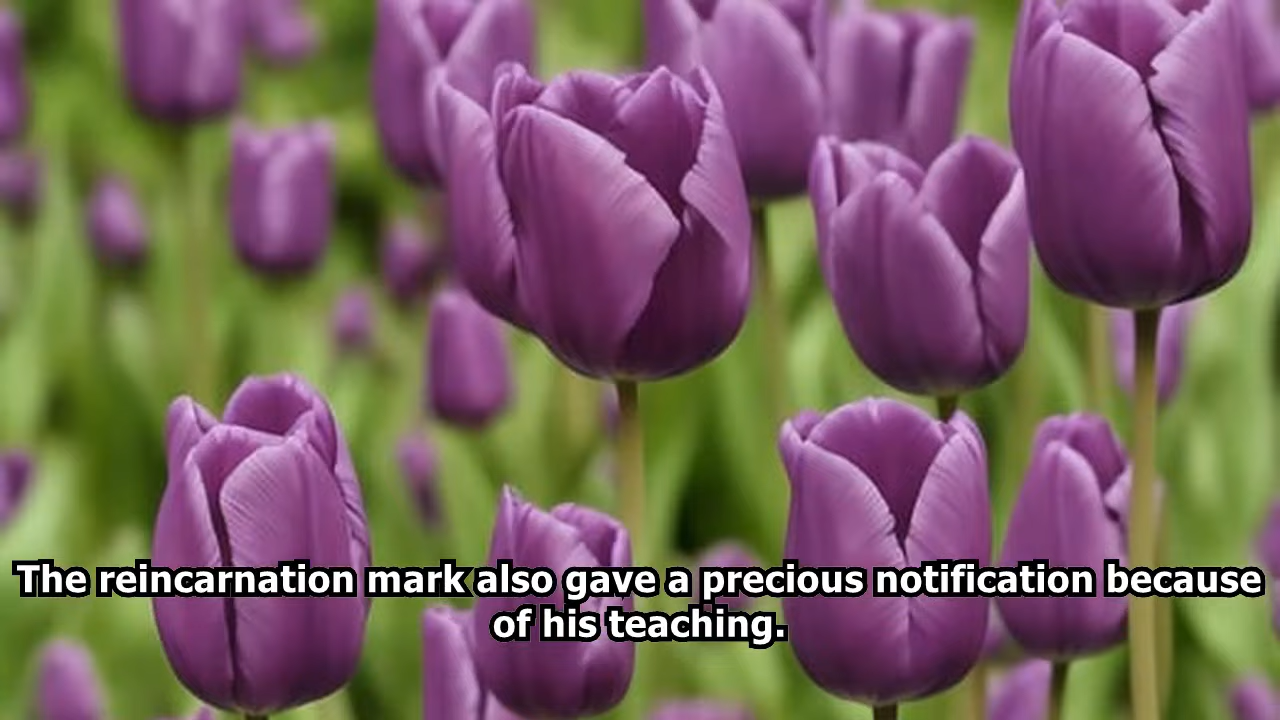 The reincarnation mark also gave a precious notification because
of his teaching.